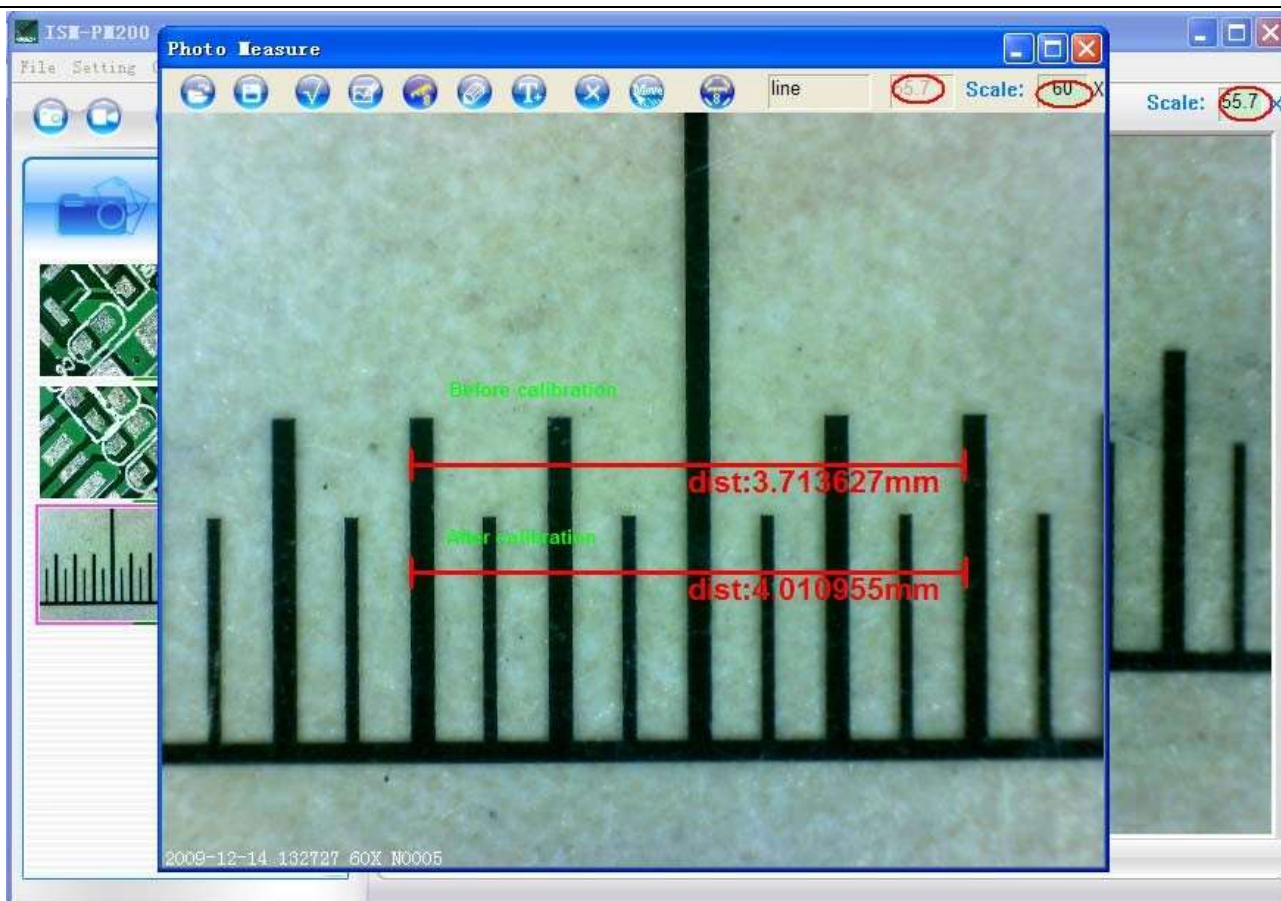 ISM-PM200
File Setting
Photo Measure
line
55.7
Scale: 60 X
Scale: 55.7 X
Before calibration
dist:3.713627mm
After calibration
dist:4.010955mm
2009-12-14 132727 60X N0005